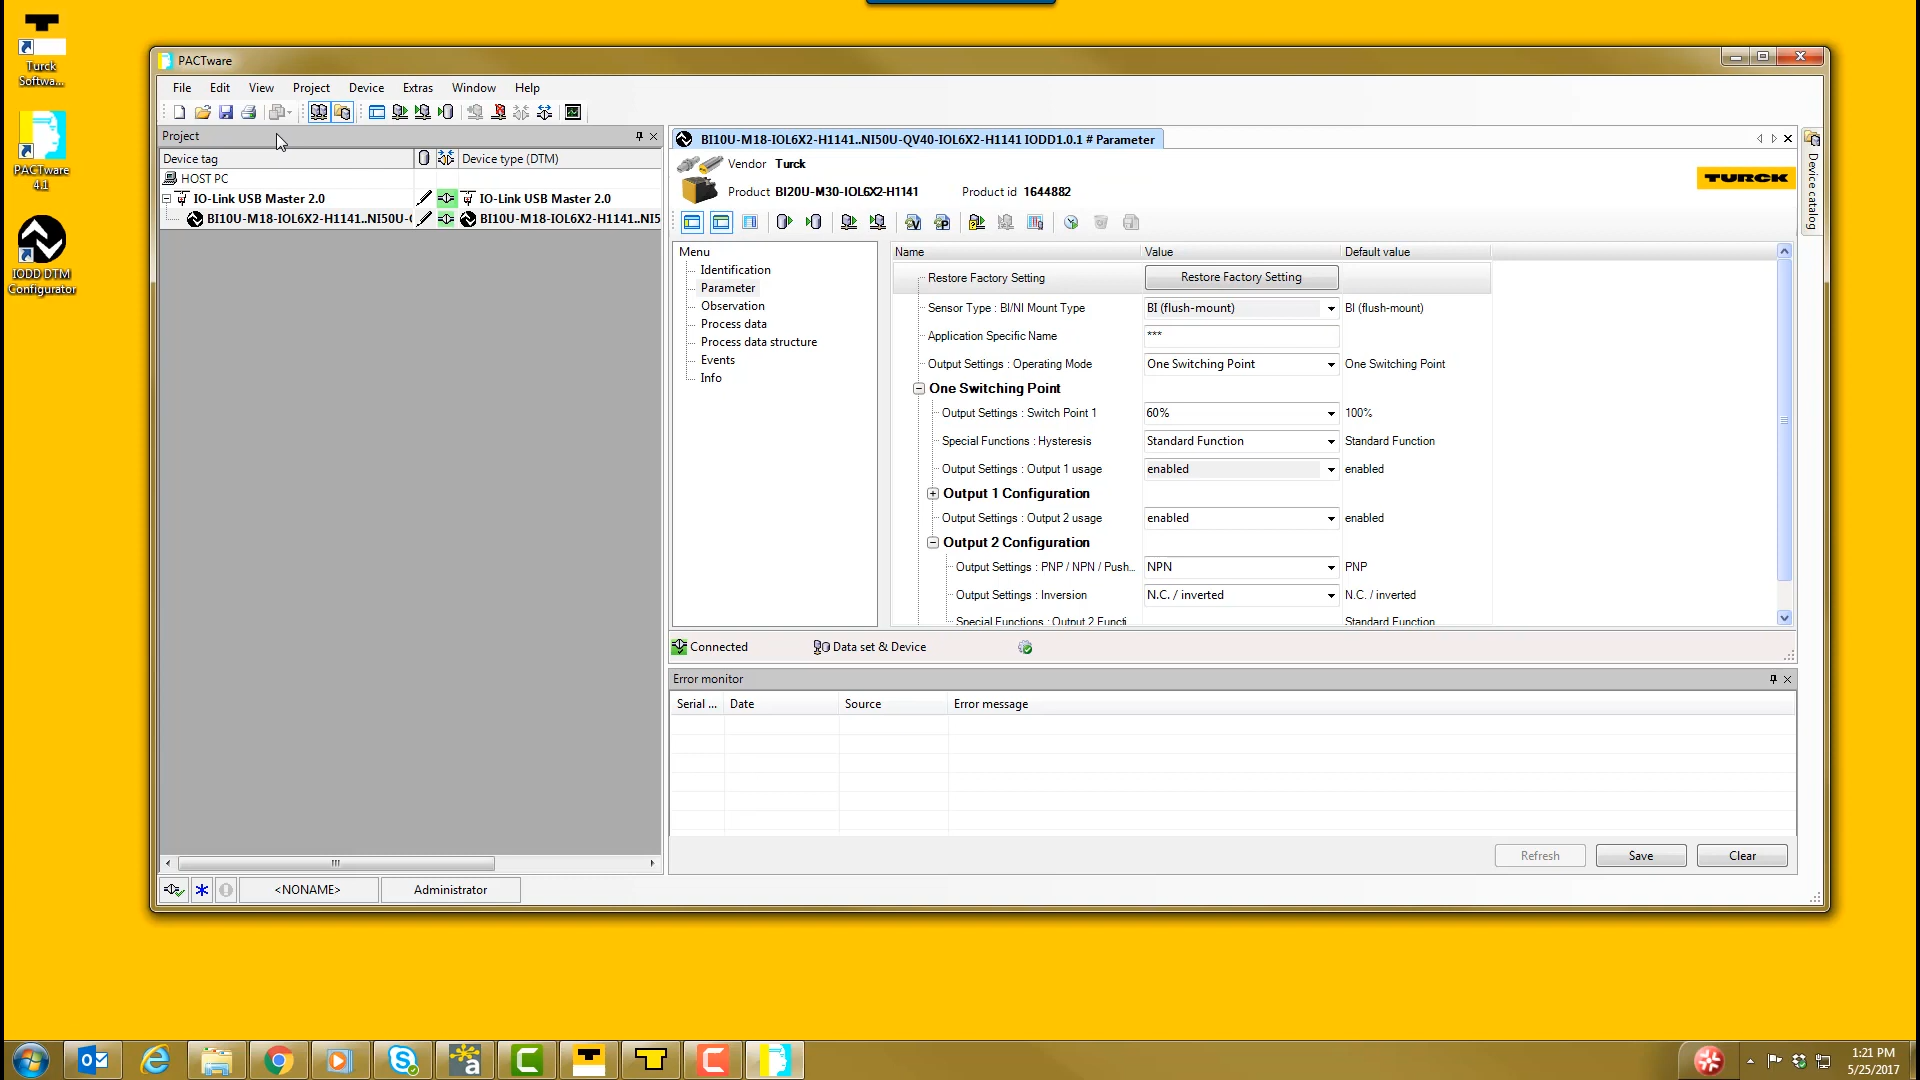 Turck
Softwa...
PACTware
4.1
IODD DTM
Configurator
PACTware
File Edit View Project Device Extras Window Help
Project
Device tag Device type (DTM)
HOST PC
IO-Link USB Master 2.0 IO-Link USB Master 2.0
BI10U-M18-IOL6X2-H1141..NI50U-( BI10U-M18-IOL6X2-H1141..NI5
<NONAME> Administrator
BI10U-M18-IOL6X2-H1141..NI50U-QV40-IOL6X2-H1141 IODD1.0.1 # Parameter
Vendor Turck
TURCK
Product BI20U-M30-IOL6X2-H1141 Product id 1644882
Device catalog
Menu
Identification
Parameter
Observation
Process data
Process data structure
Events
Info
Name Value Default value
Restore Factory Setting Restore Factory Setting
Sensor Type : BI/NI Mount Type BI (flush-mount) BI (flush-mount)
Application Specific Name ***
Output Settings : Operating Mode One Switching Point One Switching Point
One Switching Point
Output Settings : Switch Point 1 60% 100%
Special Functions : Hysteresis Standard Function Standard Function
Output Settings : Output 1 usage enabled enabled
Output 1 Configuration
Output Settings : Output 2 usage enabled enabled
Output 2 Configuration
Output Settings : PNP / NPN / Push... NPN PNP
Output Settings : Inversion N.C. / inverted N.C. / inverted
Special Functions : Output 2 Functi Standard Function
Connected Data set & Device
Error monitor
Serial ... Date Source Error message
Refresh Save Clear
1:21 PM
5/25/2017